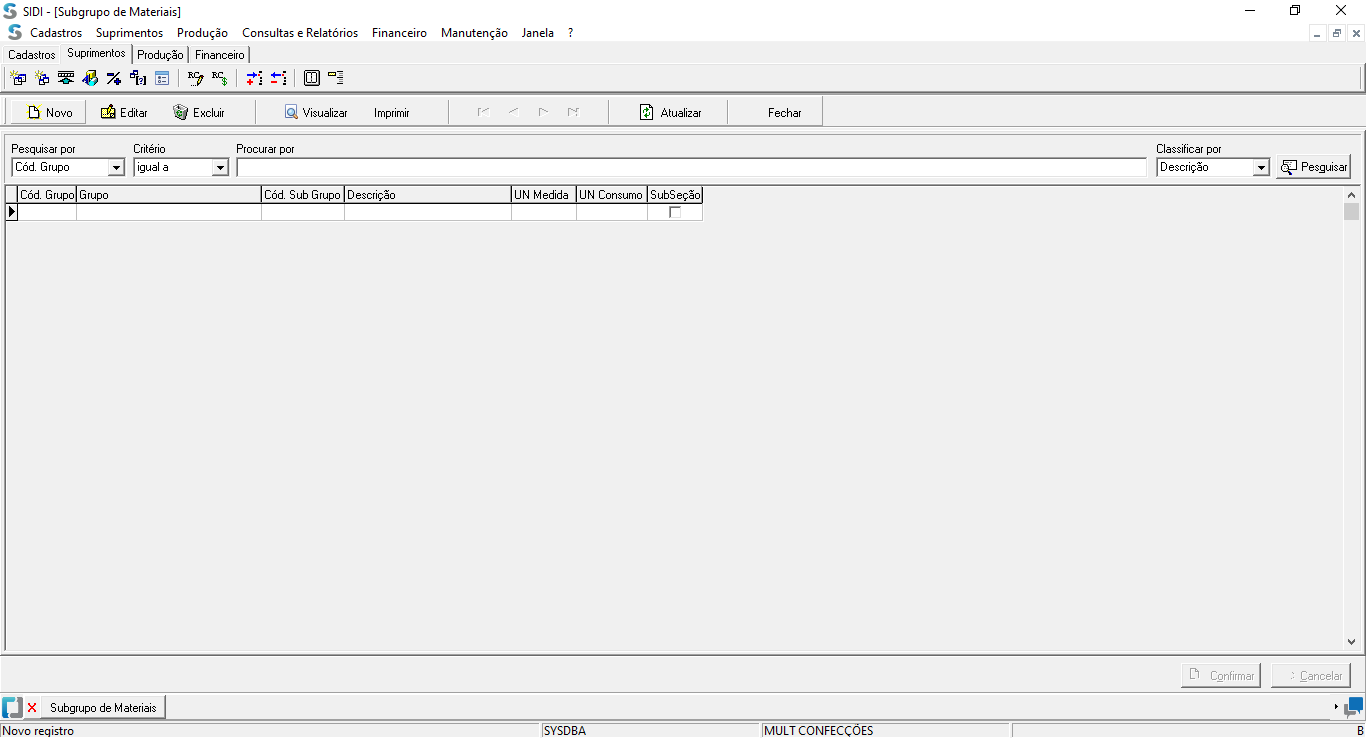 SIDI - [Subgrupo de Materiais]
Cadastros Suprimentos Produção Consultas e Relatórios Financeiro Manutenção Janela ?
Cadastros Suprimentos Produção Financeiro
Novo Editar Excluir Visualizar Imprimir Atualizar Fechar
Pesquisar por Critério Procurar por Classificar por
Cód. Grupo igual a Descrição Pesquisar
Cód. Grupo Grupo Cód. Sub Grupo Descrição UN Medida UN Consumo SubSeção
Confirmar Cancelar
Subgrupo de Materiais
Novo registro SYSDBA MULT CONFECÇÕES B